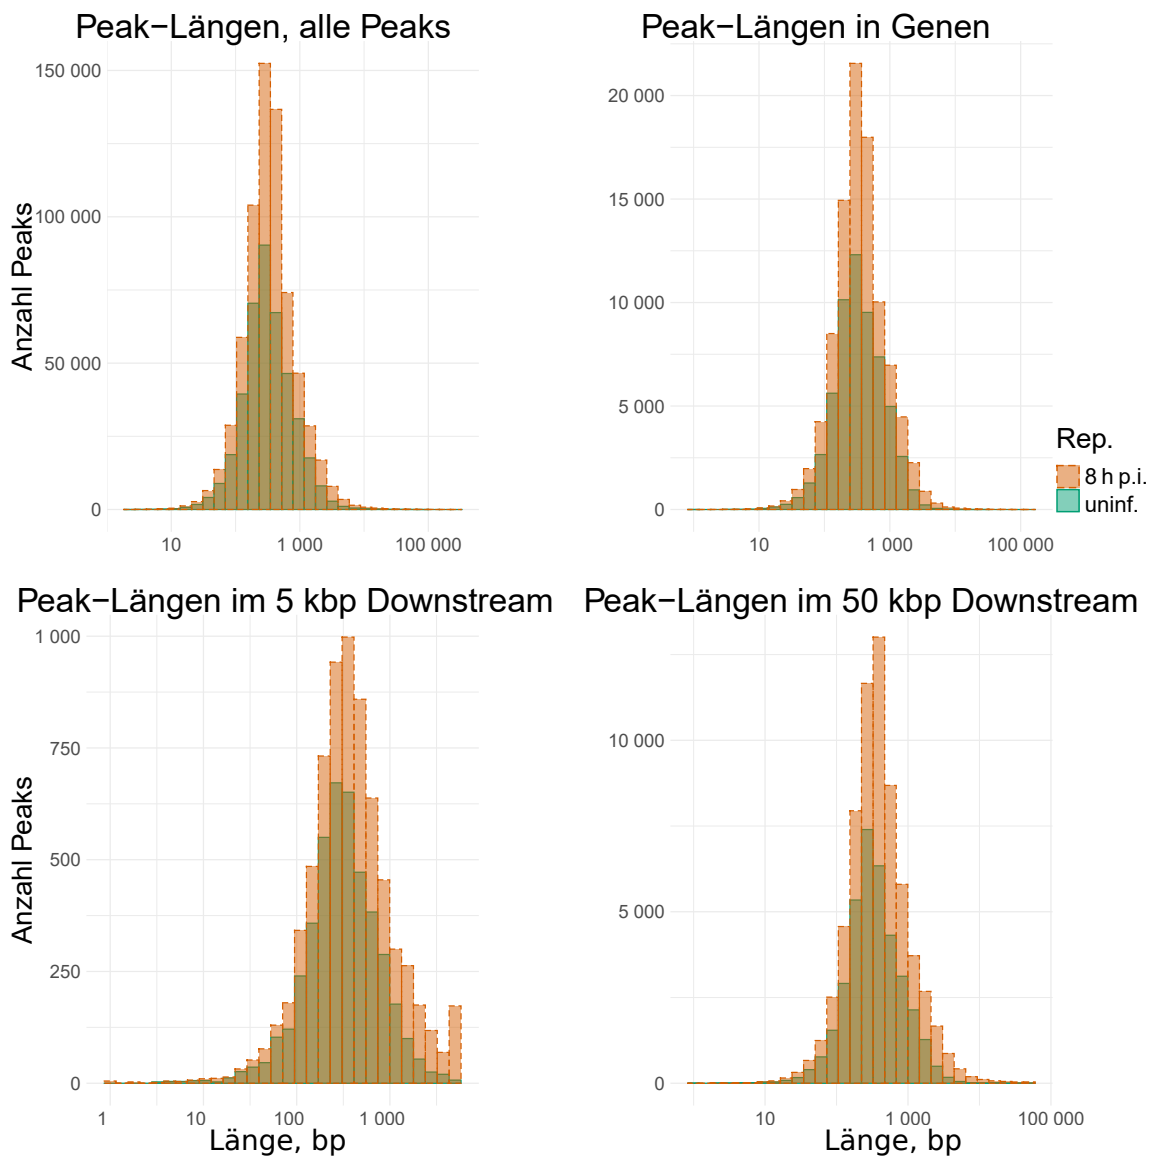 Peak−Längen, alle Peaks
Peak−Längen in Genen
150 000
100 000
50 000
0
Anzahl Peaks
10
1 000
100 000
20 000
15 000
10 000
5 000
0
10
1 000
100 000
Rep.
8 h p.i.
uninf.
Peak−Längen im 5 kbp Downstream
Peak−Längen im 50 kbp Downstream
1 000
750
500
250
0
Anzahl Peaks
1
10
100
1 000
Länge, bp
10 000
5 000
0
10
1 000
100 000
Länge, bp